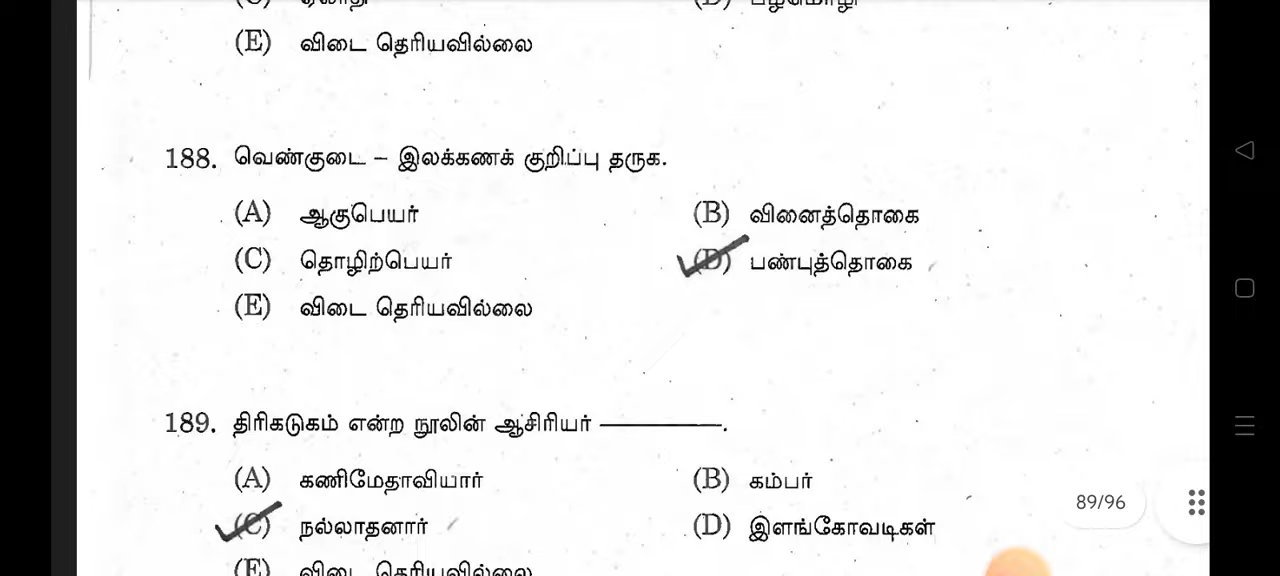 (E) விடை தெரியவில்லை
188. வெண்குடை – இலக்கணக் குறிப்பு தருக.
(A) ஆகுபெயர் (B) வினைத்தொகை
(C) தொழிற்பெயர் (D) பண்புத்தொகை
(E) விடை தெரியவில்லை
189. திரிகடுகம் என்ற நூலின் ஆசிரியர் ————.
(A) கணிமேதாவியார் (B) கம்பர்
89/96
(C) நல்லாதனார் (D) இளங்கோவடிகள்
(E) விடை தெரியவில்லை